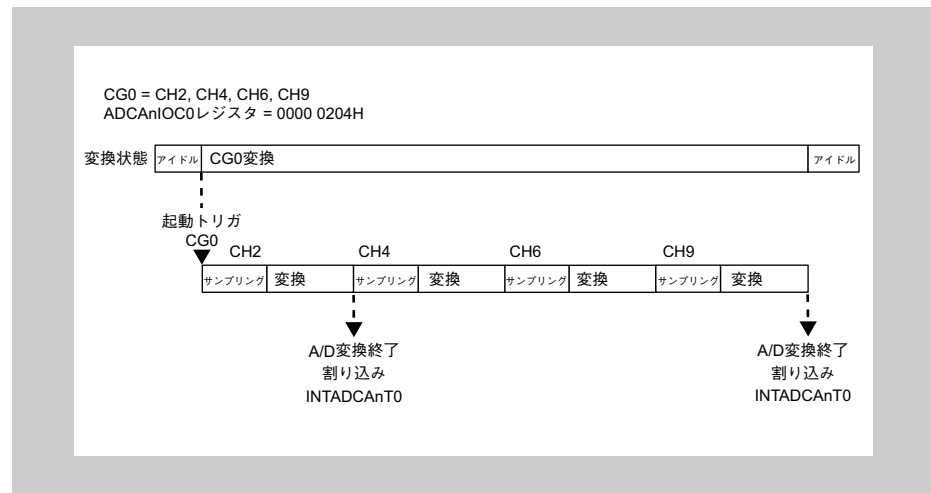 CG0 = CH2, CH4, CH6, CH9
ADCAnIOC0レジスタ = 0000 0204H
変換状態 アイドル CG0変換 アイドル
起動トリガ
CG0
CH2 CH4 CH6 CH9
サンプリング 変換 サンプリング 変換 サンプリング 変換 サンプリング 変換
A/D変換終了 A/D変換終了
割り込み 割り込み
INTADCAnT0 INTADCAnT0